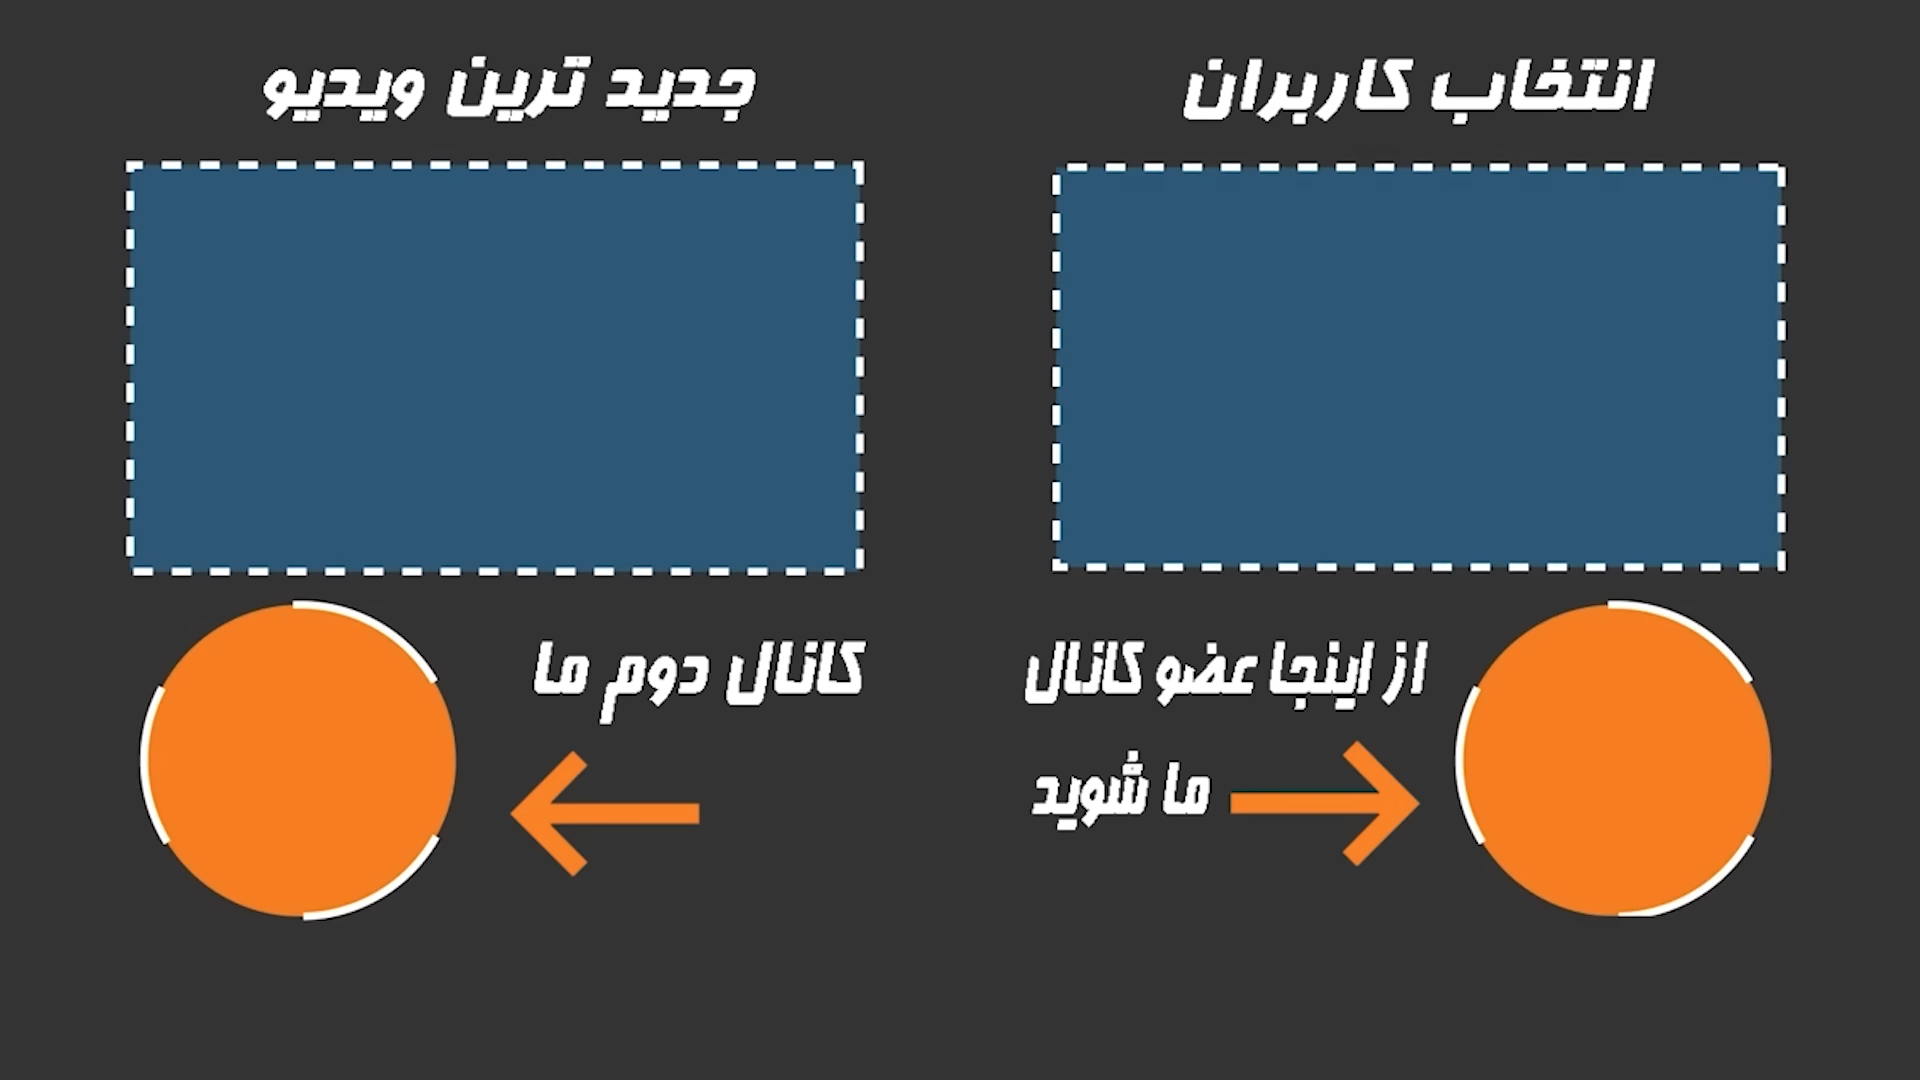 انتخاب کاربران
جدید ترین ویدیو
از اینجا عضو کانال
ما شوید
کانال دوم ما